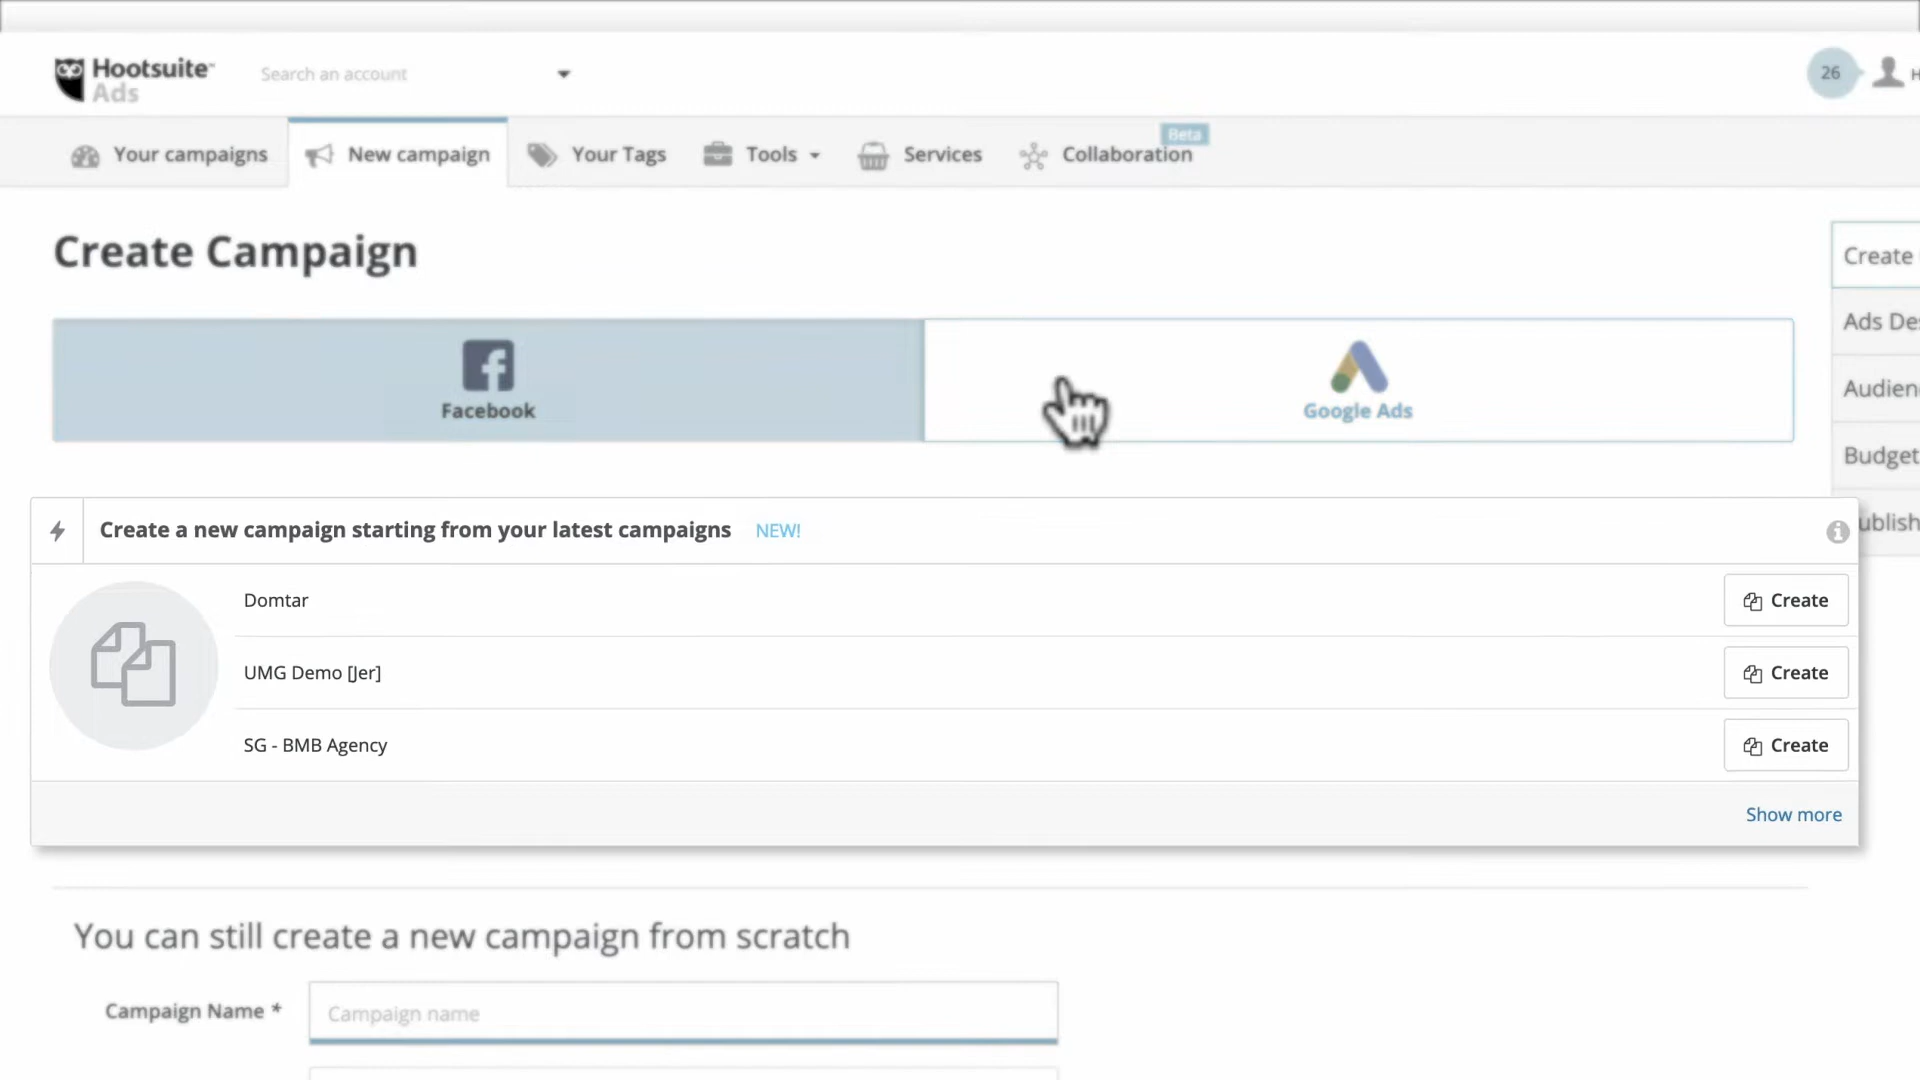 Hootsuite™
Ads
Search an account
26
Your campaigns
New campaign
Your Tags
Tools
Services
Collaboration
Beta
Create Campaign
Facebook
Google Ads
Create
Ads De
Audien
Budget
ublish
Create a new campaign starting from your latest campaigns NEW!
Domtar
Create
UMG Demo [Jer]
Create
SG - BMB Agency
Create
Show more
You can still create a new campaign from scratch
Campaign Name *
Campaign name